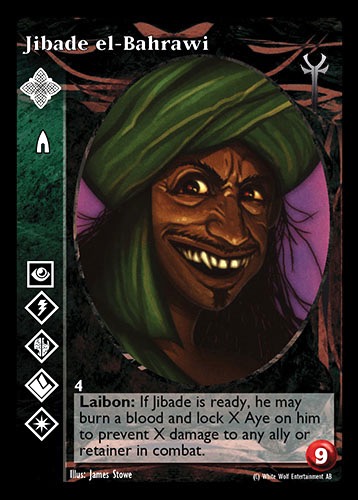 Jibade el-Bahrawi
4
Laibon: If Jibade is ready, he may
burn a blood and lock X Aye on him
to prevent X damage to any ally or
retainer in combat.
9
Illus: James Stowe
(C) White Wolf Entertainment AB